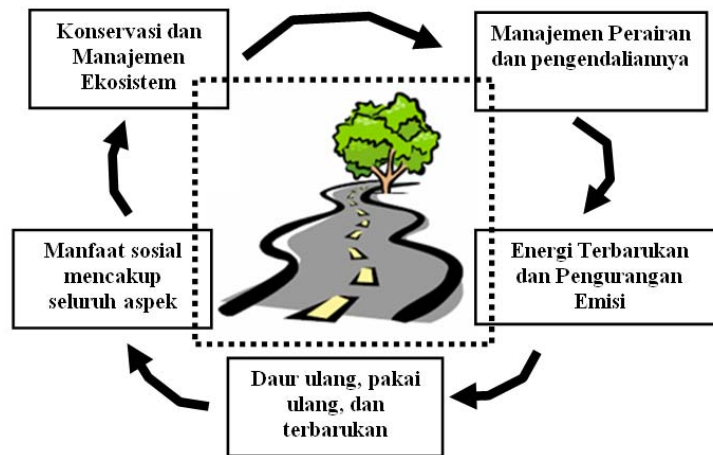 Konservasi dan
Manajemen
Ekosistem
Manajemen Perairan
dan pengendaliannya
Energi Terbarukan
dan Pengurangan
Emisi
Daur ulang, pakai
ulang, dan
terbarukan
Manfaat sosial
mencakup
seluruh aspek